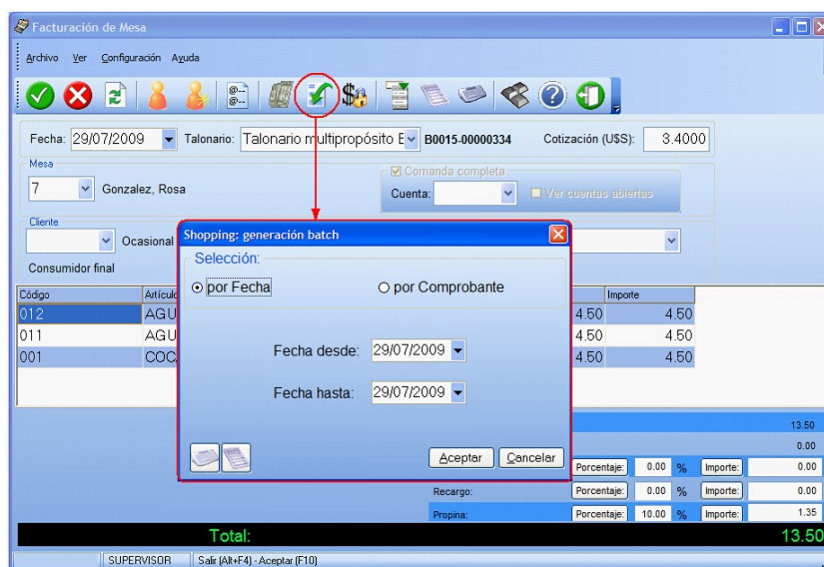 Facturación de Mesa
Archivo Ver Configuración Ayuda
Fecha: 29/07/2009 Talonario: Talonario multipropósito E B0015-00000334 Cotización (U$S): 3.4000
Mesa
Comanda completa
7 Gonzalez, Rosa Cuenta: Ver cuentas abiertas
Cliente
Ocasional
Consumidor final
Shopping: generación batch
Selección:
por Fecha por Comprobante
Fecha desde: 29/07/2009
Fecha hasta: 29/07/2009
Aceptar Cancelar
Código Artículo Importe
012 AGU 4.50 4.50
011 AGU 4.50 4.50
001 COC 4.50 4.50
13.50
0.00
Porcentaje: 0.00 % Importe: 0.00
Recargo: Porcentaje: 0.00 % Importe: 0.00
Propina: Porcentaje: 10.00 % Importe: 1.35
Total: 13.50
SUPERVISOR Salir (Alt+F4) - Aceptar (F10)